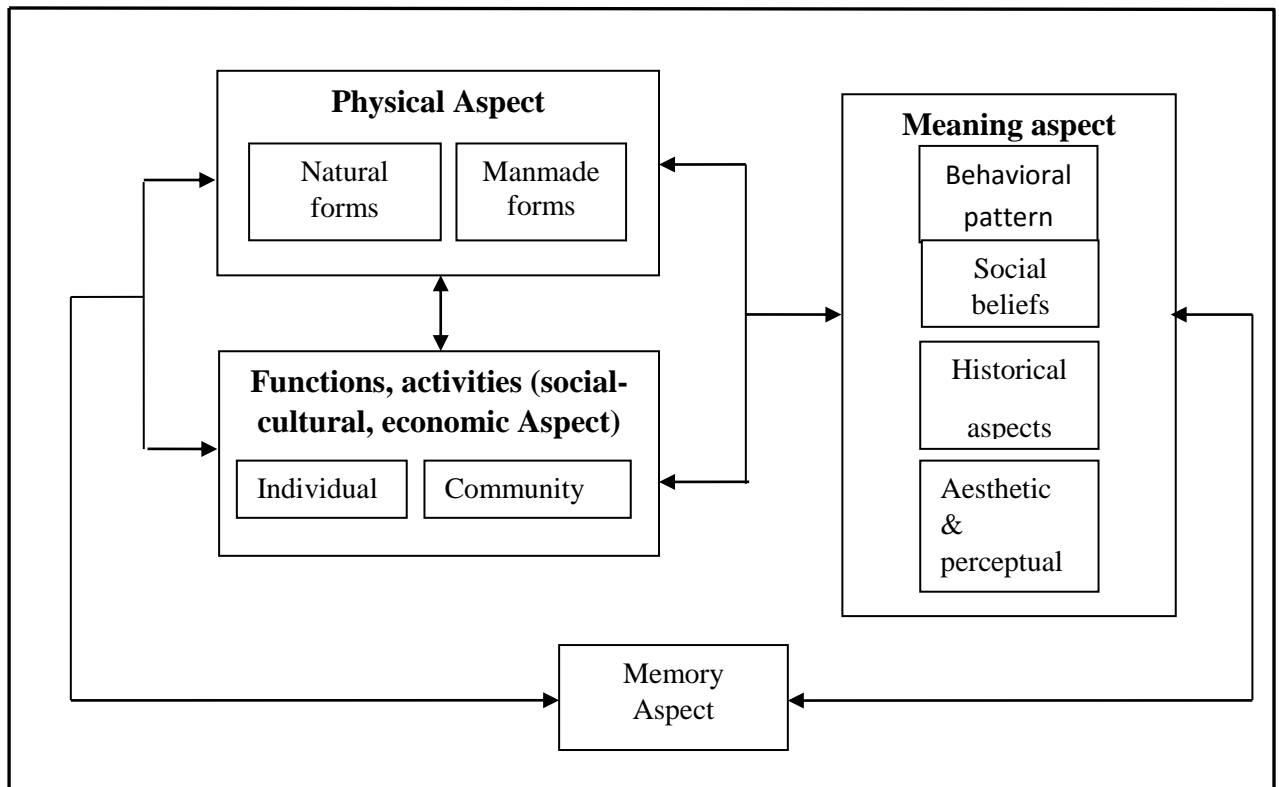 Physical Aspect
Natural
forms
Manmade
forms
Functions, activities (social-
cultural, economic Aspect)
Individual
Community
Meaning aspect
Behavioral
pattern
Social
beliefs
Historical
aspects
Aesthetic
&
perceptual
Memory
Aspect